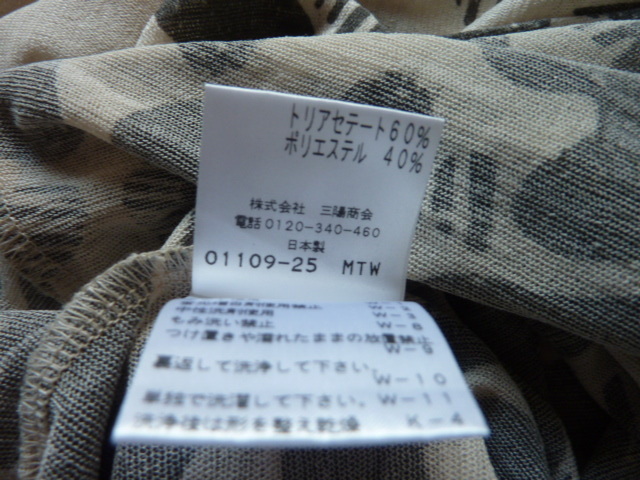 トリアセテート60%
ポリエステル 40%
株式会社 三陽商会
電話0120-340-460
日本製
01109-25 MTW
中性洗剤使用
もみ洗い禁止 W-8
つけ置きや濡れたままの放置禁止
W-9
裏返して洗浄して下さい。
W-10
単独で洗濯して下さい。 W-11
洗浄後は形を整え乾燥 K-4